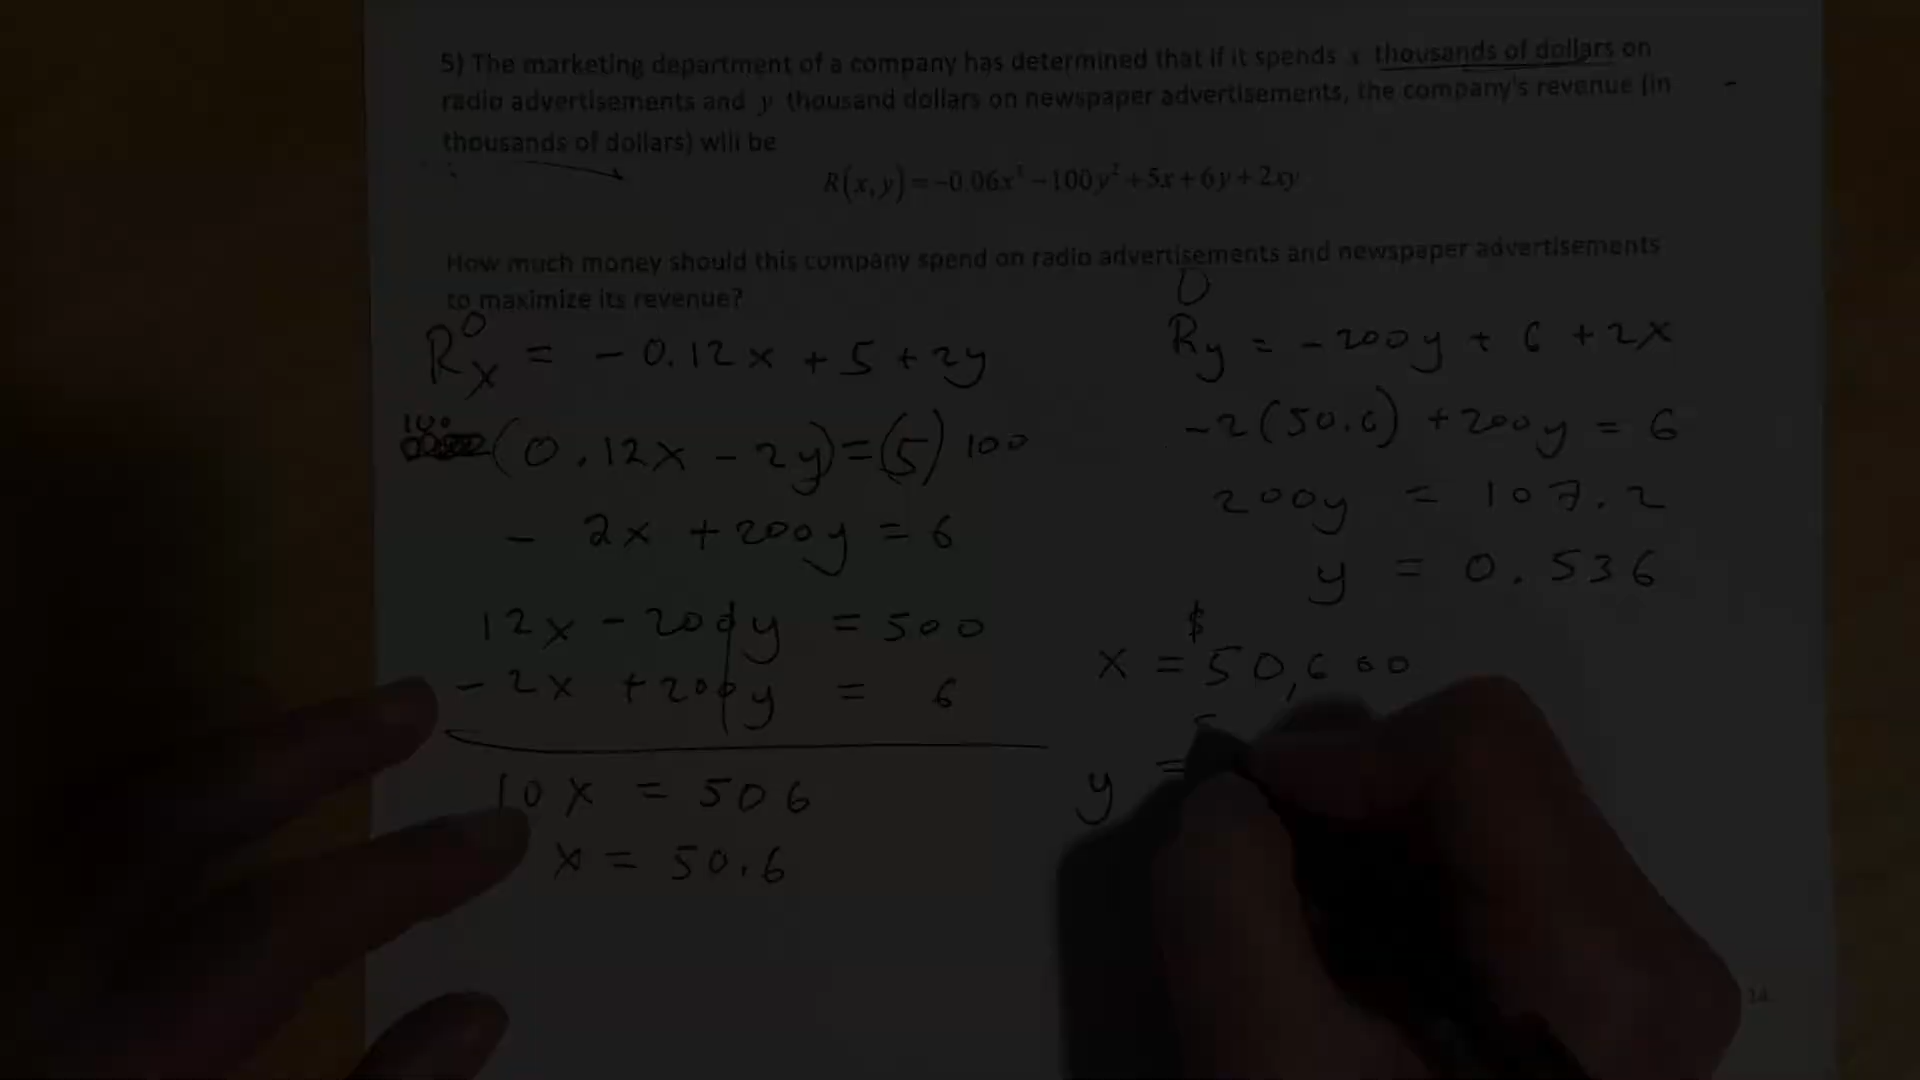 5) The marketing department of a company has determined that if it spends x thousands of dollars on
radio advertisements and y thousand dollars on newspaper advertisements, the company's revenue (in
thousands of dollars) will be
R(x,y)=-0.06x²-100y²+5x+6y+2xy
How much money should this company spend on radio advertisements and newspaper advertisements
to maximize its revenue?
0
Rx = - 0.12x + 5 + 2y
100 (0.12x - 2y)=(5) 100
- 2x + 200y = 6
12x - 200y = 500
- 2x + 200y = 6
10x = 506
x = 50.6
0
Ry = - 200y + 6 + 2x
-2(50.6) + 200y = 6
200y = 107.2
y = 0.536
$
x = 50,600
y = 5
14